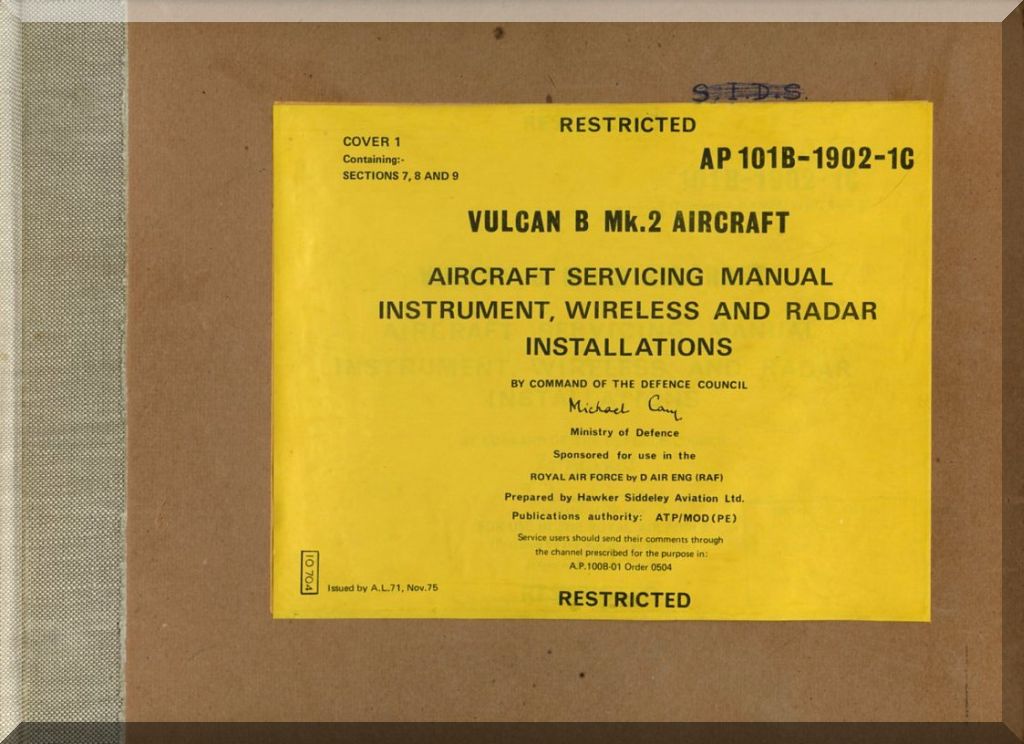 S.I.D.S.
RESTRICTED
COVER 1
Containing:-
SECTIONS 7, 8 AND 9
AP 101B-1902-1C
VULCAN B Mk.2 AIRCRAFT
AIRCRAFT SERVICING MANUAL
INSTRUMENT, WIRELESS AND RADAR
INSTALLATIONS
BY COMMAND OF THE DEFENCE COUNCIL
Michael Cary
Ministry of Defence
Sponsored for use in the
ROYAL AIR FORCE by D AIR ENG (RAF)
Prepared by Hawker Siddeley Aviation Ltd.
Publications authority: ATP/MOD(PE)
Service users should send their comments through
the channel prescribed for the purpose in:
A.P.100B-01 Order 0504
IO 704
Issued by A.L.71, Nov.75
RESTRICTED